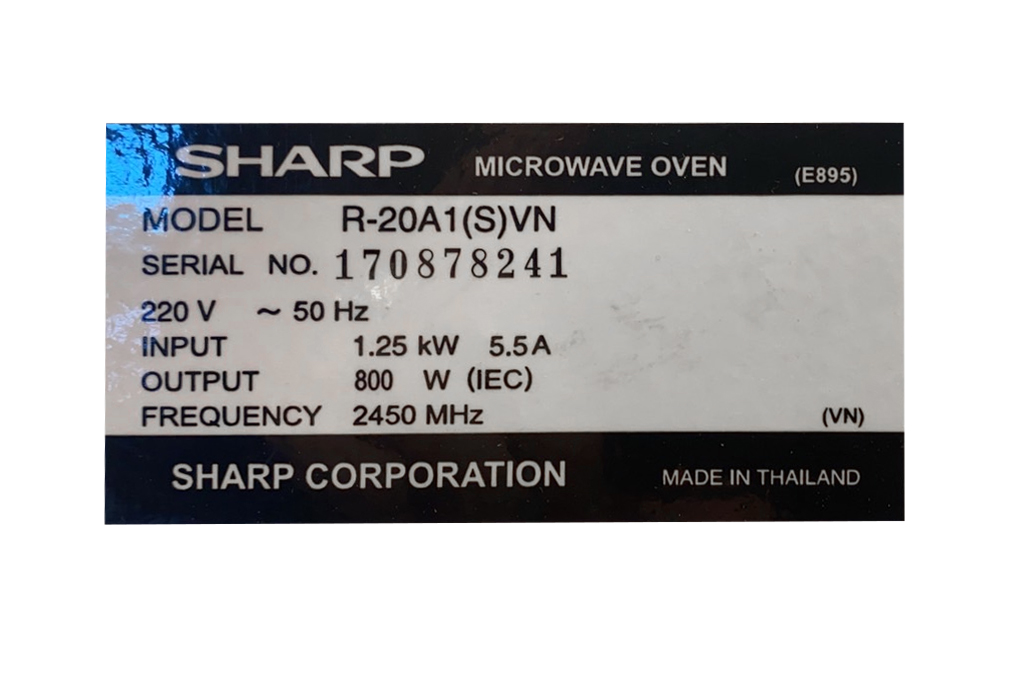 SHARP MICROWAVE OVEN (E895)
MODEL R-20A1(S)VN
SERIAL NO. 170878241
220 V ~ 50 Hz
INPUT 1.25 kW 5.5 A
OUTPUT 800 W (IEC)
FREQUENCY 2450 MHz (VN)
SHARP CORPORATION MADE IN THAILAND